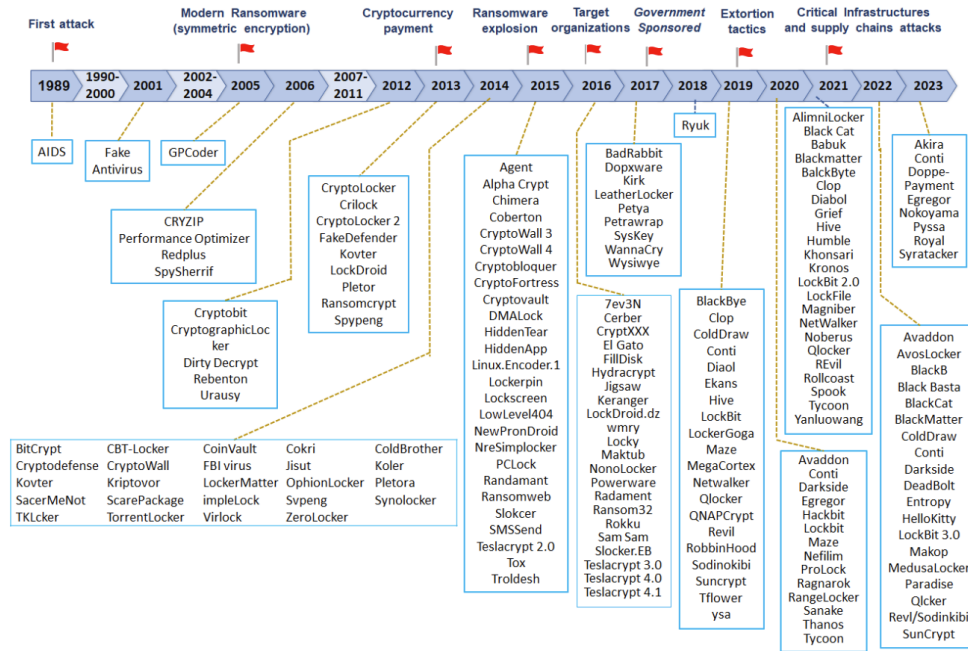 First attack
Modern Ransomware
(symmetric encryption)
Cryptocurrency
payment
Ransomware
explosion
Target
organizations
Government
Sponsored
Extortion
tactics
Critical Infrastructures
and supply chains attacks
1989
1990-
2000
2001
2002-
2004
2005
2006
2007-
2011
2012
2013
2014
2015
2016
2017
2018
2019
2020
2021
2022
2023
AIDS
Fake
Antivirus
GPCoder
CRYZIP
Performance Optimizer
Redplus
SpySherrif
Cryptobit
CryptographicLoc
ker
Dirty Decrypt
Rebenton
Urausy
CryptoLocker
Crilock
CryptoLocker 2
FakeDefender
Kovter
LockDroid
Pletor
Ransomcrypt
Spypeng
BitCrypt CBT-Locker CoinVault Cokri ColdBrother
Cryptodefense CryptoWall FBI virus Jisut Koler
Kovter Kriptovor LockerMatter OphionLocker Pletora
SacerMeNot ScarePackage impleLock Svpeng Synolocker
TKLcker TorrentLocker Virlock ZeroLocker
Agent
Alpha Crypt
Chimera
Coberton
CryptoWall 3
CryptoWall 4
Cryptobloquer
CryptoFortress
Cryptovault
DMALock
HiddenTear
HiddenApp
Linux.Encoder.1
Lockerpin
Lockscreen
LowLevel404
NewPronDroid
NreSimplocker
PCLock
Randamant
Ransomweb
Slokcer
SMSSend
Teslacrypt 2.0
Tox
Troldesh
7ev3N
Cerber
CryptXXX
El Gato
FillDisk
Hydracrypt
Jigsaw
Keranger
LockDroid.dz
wmry
Locky
Maktub
NonoLocker
Powerware
Radament
Ransom32
Rokku
Sam Sam
Slocker.EB
Teslacrypt 3.0
Teslacrypt 4.0
Teslacrypt 4.1
BadRabbit
Dopxware
Kirk
LeatherLocker
Petya
Petrawrap
SysKey
WannaCry
Wysiwye
Ryuk
BlackBye
Clop
ColdDraw
Conti
Diaol
Ekans
Hive
LockBit
LockerGoga
Maze
MegaCortex
Netwalker
Qlocker
QNAPCrypt
Revil
RobbinHood
Sodinokibi
Suncrypt
Tflower
ysa
Avaddon
Conti
Darkside
Egregor
Hackbit
Lockbit
Maze
Nefilim
ProLock
Ragnarok
RangeLocker
Sanake
Thanos
Tycoon
AlimniLocker
Black Cat
Babuk
Blackmatter
BalckByte
Clop
Diabol
Grief
Hive
Humble
Khonsari
Kronos
LockBit 2.0
LockFile
Magniber
NetWalker
Noberus
Qlocker
REvil
Rollcoast
Spook
Tycoon
Yanluowang
Avaddon
AvosLocker
BlackB
Black Basta
BlackCat
BlackMatter
ColdDraw
Conti
Darkside
DeadBolt
Entropy
HelloKitty
LockBit 3.0
Makop
MedusaLocker
Paradise
Qlcker
Revl/Sodinkibi
SunCrypt
Akira
Conti
Doppe-
Payment
Egregor
Nokoyama
Pyssa
Royal
Syratacker